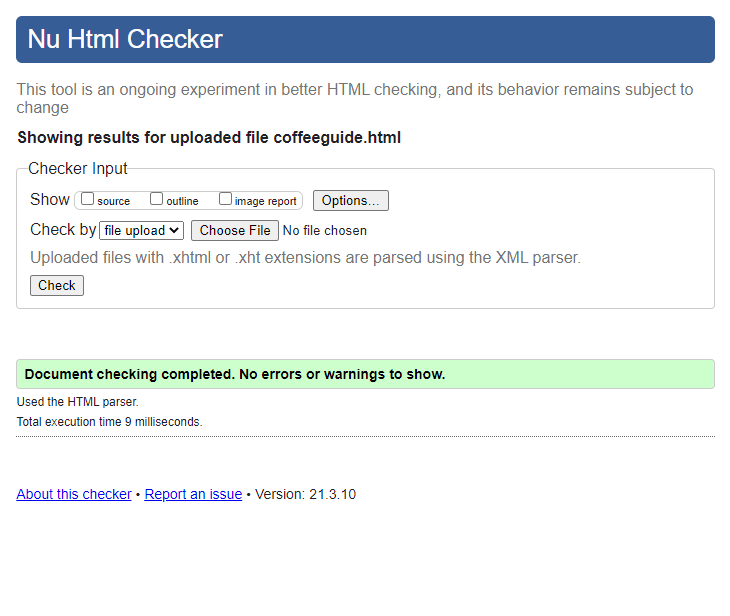 Nu Html Checker
This tool is an ongoing experiment in better HTML checking, and its behavior remains subject to
change
Showing results for uploaded file coffeeguide.html
Checker Input
Show source outline image report Options...
Check by file upload Choose File No file chosen
Uploaded files with .xhtml or .xht extensions are parsed using the XML parser.
Check
Document checking completed. No errors or warnings to show.
Used the HTML parser.
Total execution time 9 milliseconds.
About this checker • Report an issue • Version: 21.3.10